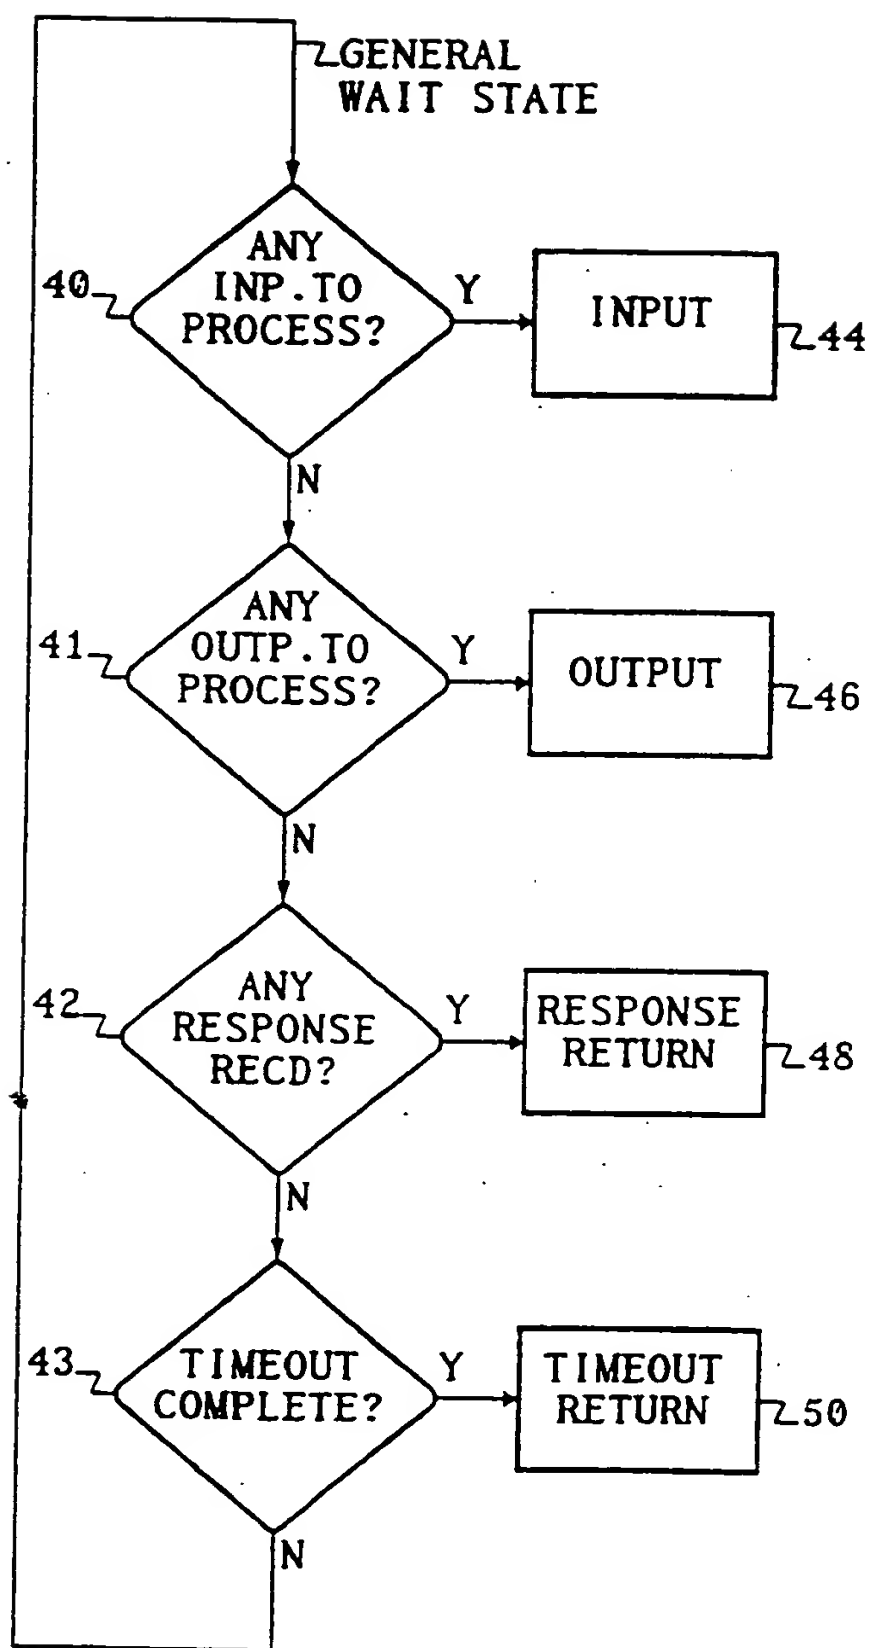 GENERAL
WAIT STATE
ANY
INP.TO
PROCESS?
40
Y
INPUT
44
N
ANY
OUTP.TO
PROCESS?
41
Y
OUTPUT
46
N
ANY
RESPONSE
RECD?
42
Y
RESPONSE
RETURN
48
N
TIMEOUT
COMPLETE?
43
Y
TIMEOUT
RETURN
50
N